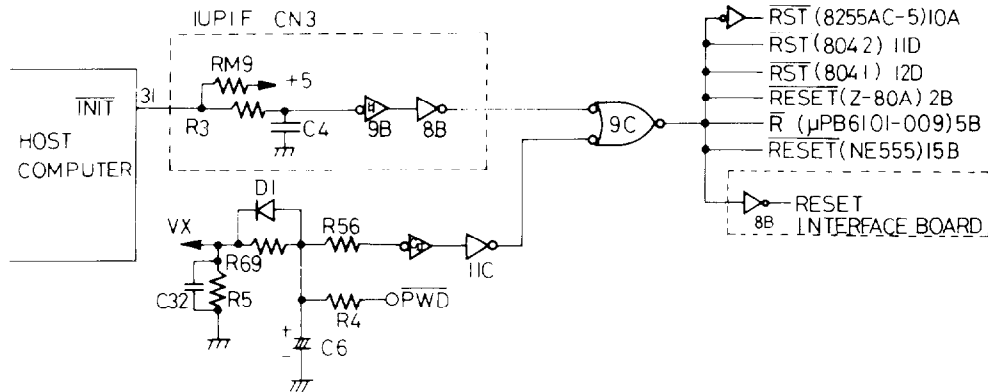 IUPIF CN3
RM9
+5
HOST
COMPUTER
INIT
31
R3
C4
9B
8B
9C
RST (8255AC-5) 10A
RST (8042) 11D
RST (8041) 12D
RESET (Z-80A) 2B
R (μPB6101-009) 5B
RESET (NE555) 15B
8B
RESET
INTERFACE BOARD
D1
VX
R69
R56
11C
C32
R5
R4
PWD
+
-
C6